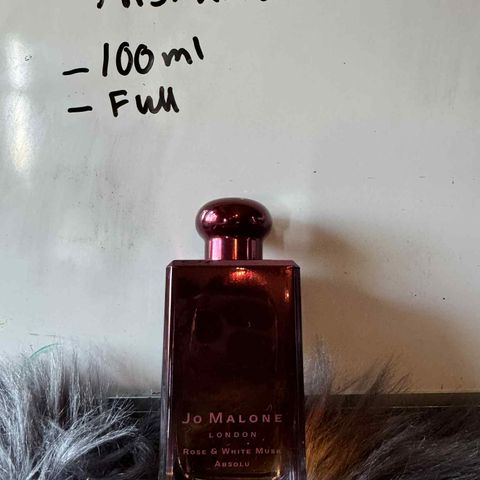 - 100ml
- Full
JO MALONE
LONDON
ROSE & WHITE MUSK
ABSOLU